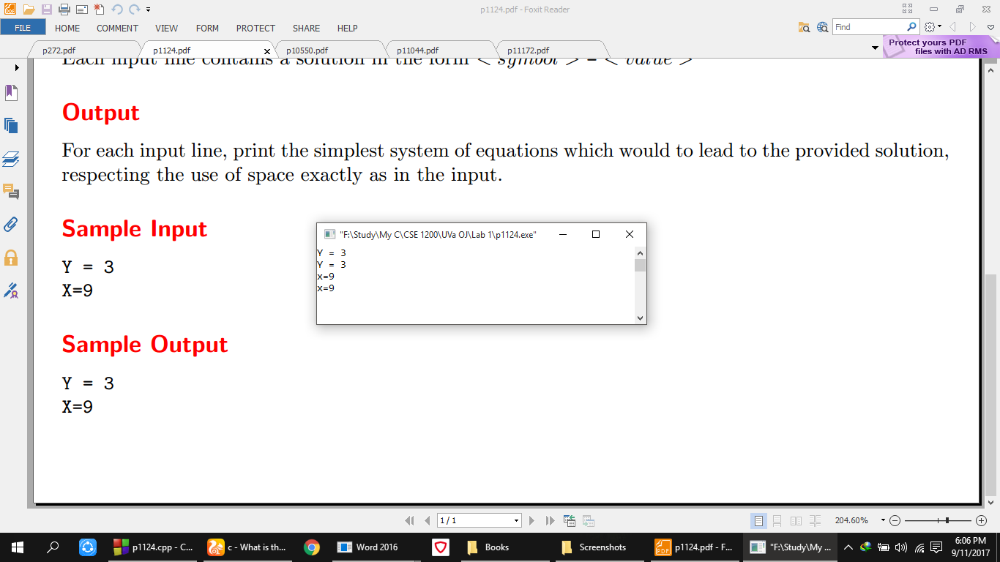 p1124.pdf - Foxit Reader
FILE HOME COMMENT VIEW FORM PROTECT SHARE HELP
Find
p272.pdf p1124.pdf p10550.pdf p11044.pdf p11172.pdf
Protect yours PDF
files with AD RMS
Each input line contains a solution in the form < symbol > = < value >
Output
For each input line, print the simplest system of equations which would to lead to the provided solution,
respecting the use of space exactly as in the input.
Sample Input
Y = 3
X=9
Sample Output
Y = 3
X=9
"F:\Study\My C\CSE 1200\UVa OJ\Lab 1\p1124.exe"
Y = 3
Y = 3
x=9
x=9
1 / 1
204.60%
p1124.cpp - C...
c - What is th...
Word 2016
Books
Screenshots
p1124.pdf - F...
"F:\Study\My ...
6:06 PM
9/11/2017